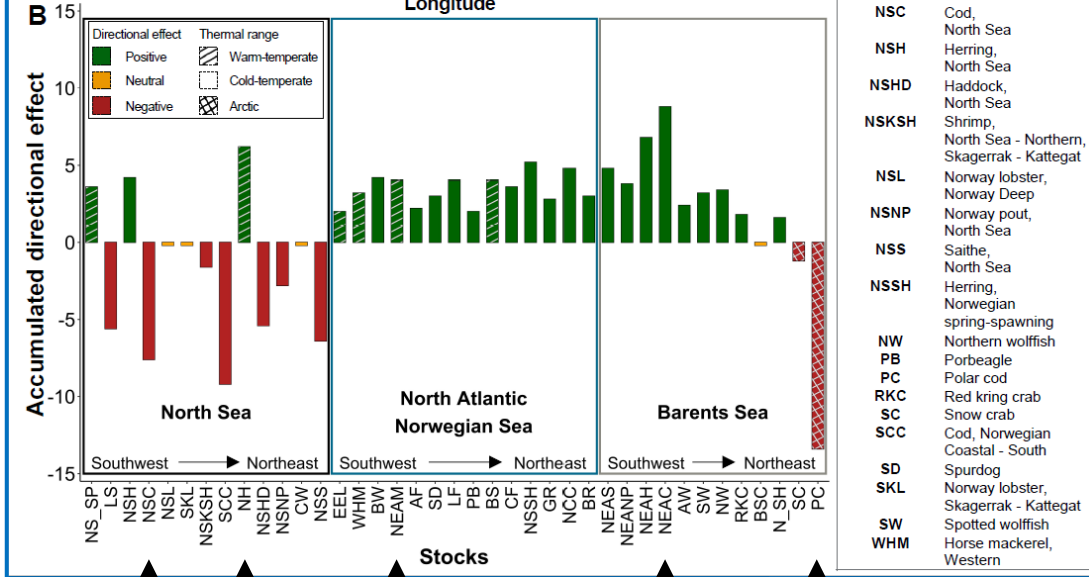 Longitude
B
15
10
5
0
-5
-10
-15
Accumulated directional effect
Directional effect
Positive
Neutral
Negative
Thermal range
Warm-temperate
Cold-temperate
Arctic
North Sea
Southwest
Northeast
North Atlantic
Norwegian Sea
Southwest
Northeast
Barents Sea
Southwest
Northeast
NS_SP
LS
NSH
NSC
NSL
SKL
NSKSH
SCC
NH
NSHD
NSNP
CW
NSS
EEL
WHM
BW
NEAM
AF
SD
LF
PB
BS
CF
NSSH
GR
NCC
BR
NEAS
NEANP
NEAH
NEAC
AW
SW
NW
RKC
BSC
N_SH
SC
PC
Stocks
NSC Cod,
North Sea
NSH Herring,
North Sea
NSHD Haddock,
North Sea
NSKSH Shrimp,
North Sea - Northern,
Skagerrak - Kattegat
NSL Norway lobster,
Norway Deep
NSNP Norway pout,
North Sea
NSS Saithe,
North Sea
NSSH Herring,
Norwegian
spring-spawning
NW Northern wolffish
PB Porbeagle
PC Polar cod
RKC Red kring crab
SC Snow crab
SCC Cod, Norwegian
Coastal - South
SD Spurdog
SKL Norway lobster,
Skagerrak - Kattegat
SW Spotted wolffish
WHM Horse mackerel,
Western